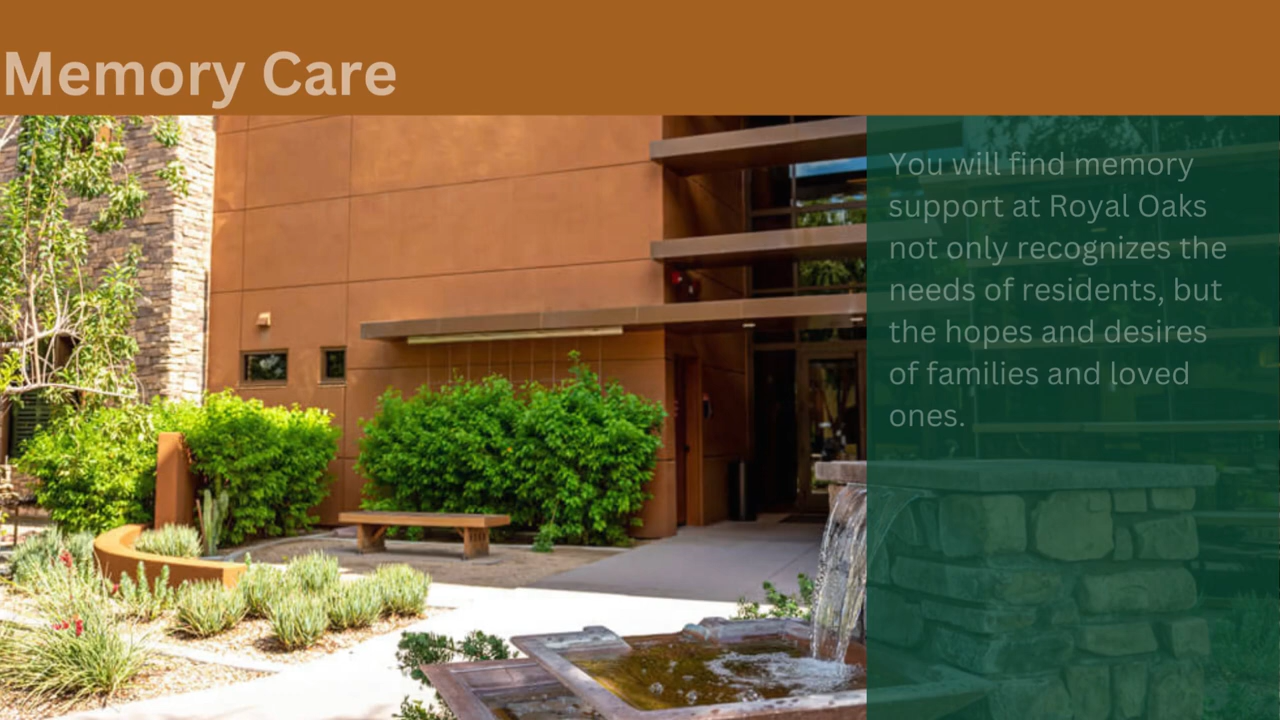 Memory Care
You will find memory
support at Royal Oaks
not only recognizes the
needs of residents, but
the hopes and desires
of families and loved
ones.